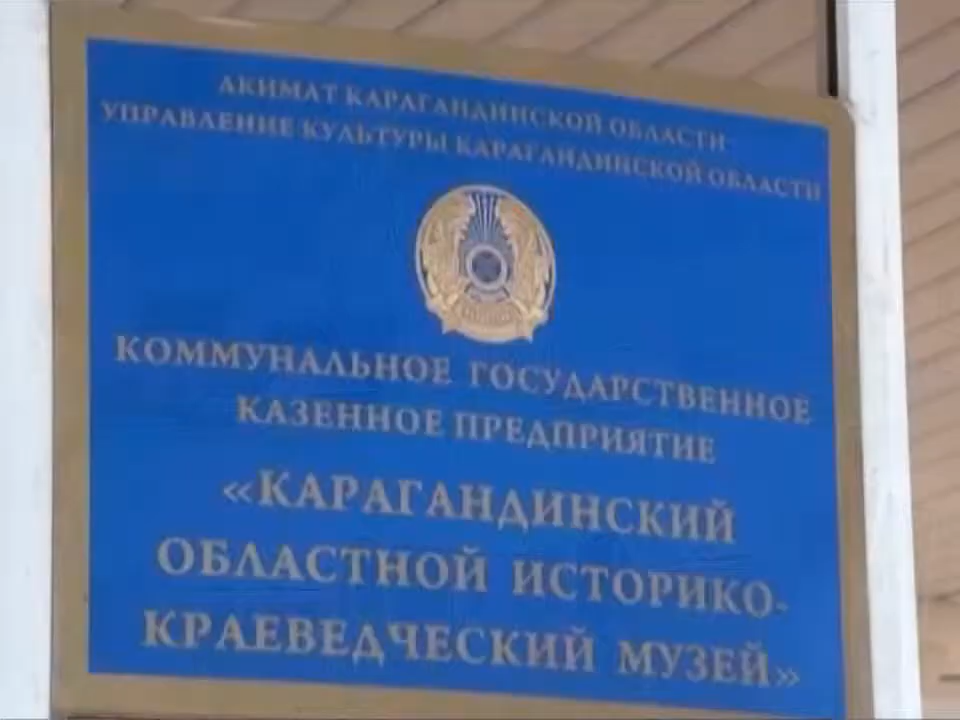 АКИМАТ КАРАГАНДИНСКОЙ ОБЛАСТИ
УПРАВЛЕНИЕ КУЛЬТУРЫ КАРАГАНДИНСКОЙ ОБЛАСТИ
КОММУНАЛЬНОЕ ГОСУДАРСТВЕННОЕ
КАЗЕННОЕ ПРЕДПРИЯТИЕ
«КАРАГАНДИНСКИЙ
ОБЛАСТНОЙ ИСТОРИКО-
КРАЕВЕДЧЕСКИЙ МУЗЕЙ»